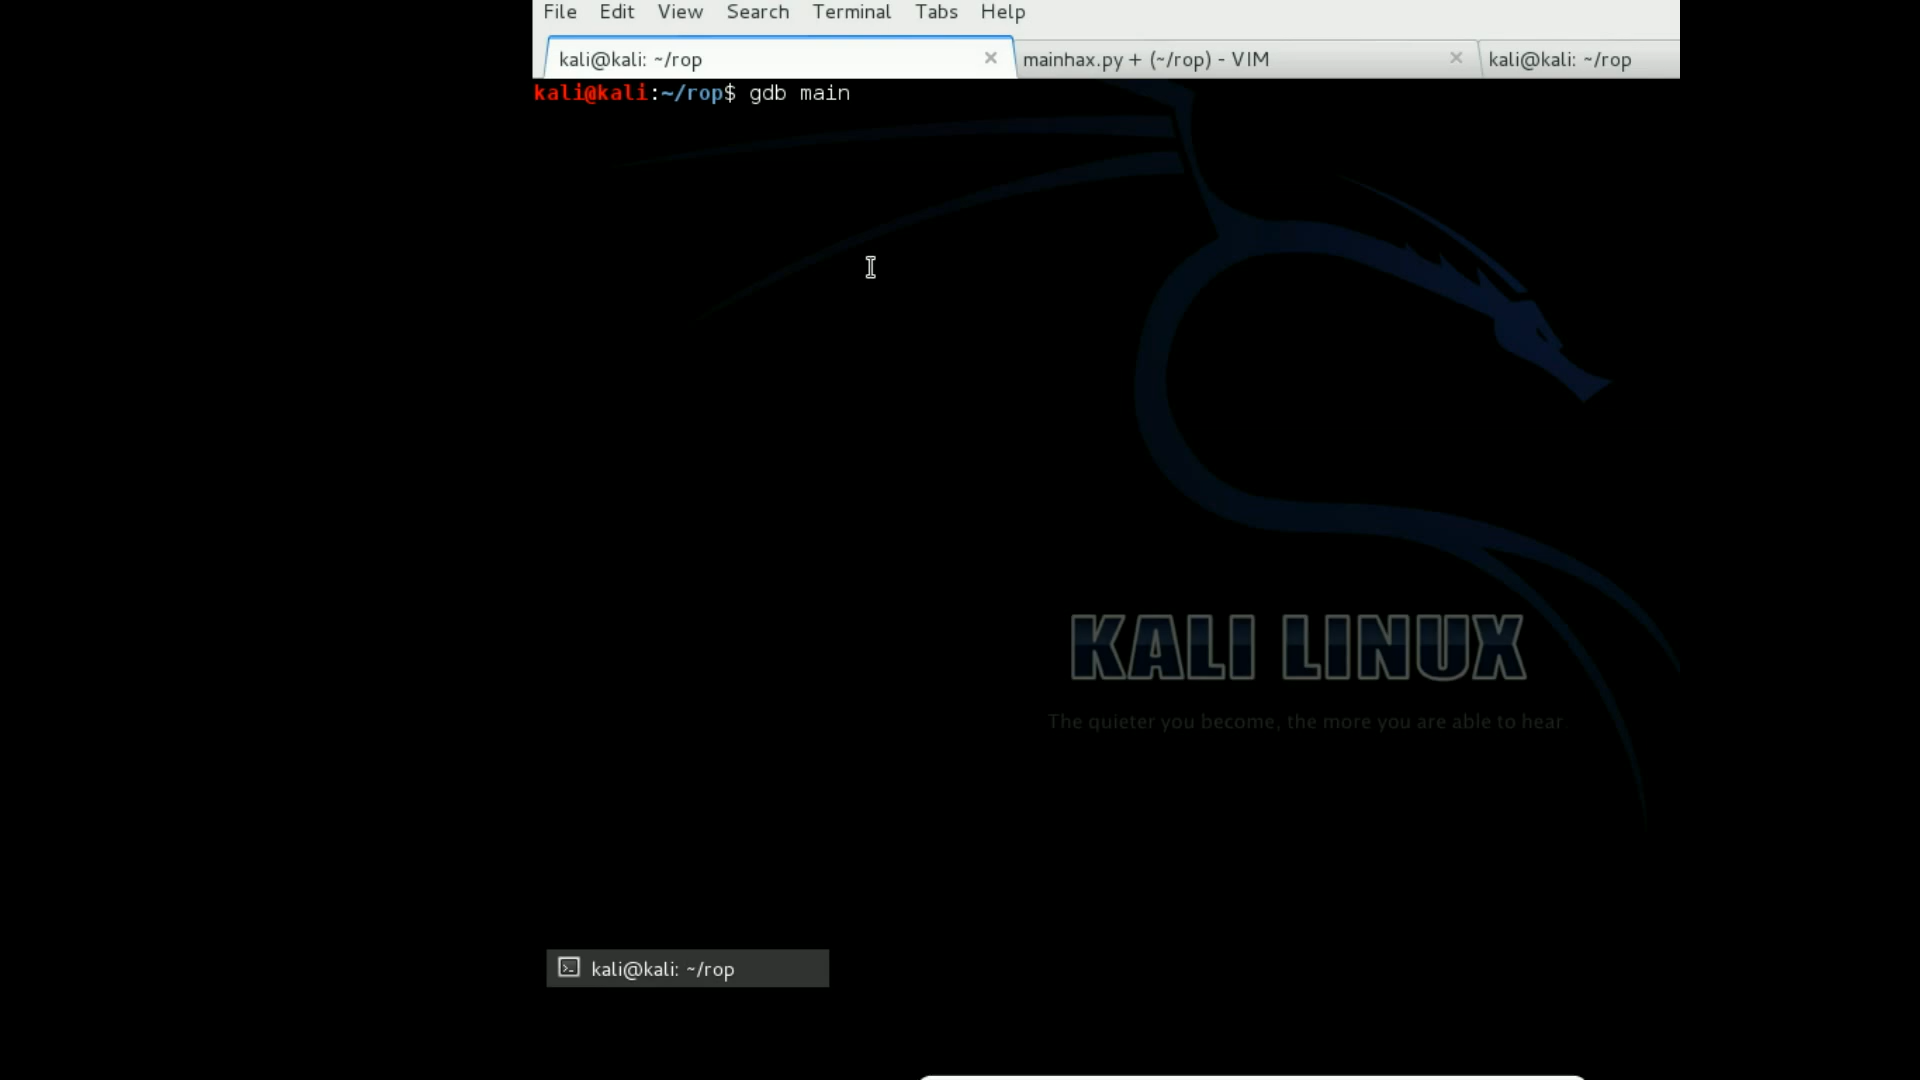 File Edit View Search Terminal Tabs Help
kali@kali: ~/rop × mainhax.py + (~/rop) - VIM × kali@kali: ~/rop
kali@kali:~/rop$ gdb main
KALI LINUX
The quieter you become, the more you are able to hear
kali@kali: ~/rop